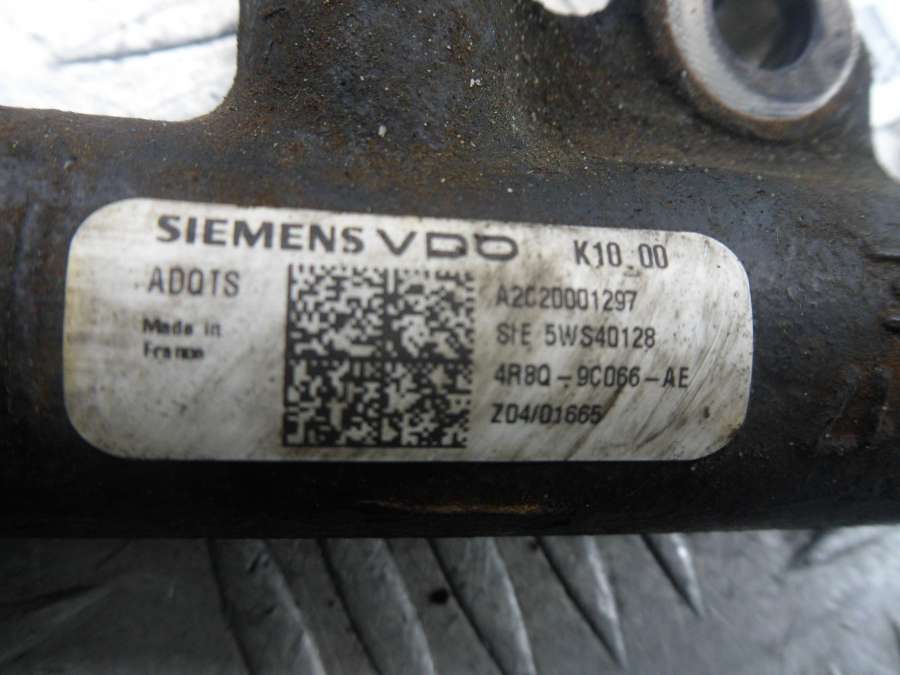 SIEMENS VDO
K10 00
ADQTS
Made in
France
A2C20001297
SIE 5WS40128
4R8Q-9C066-AE
Z04/01665